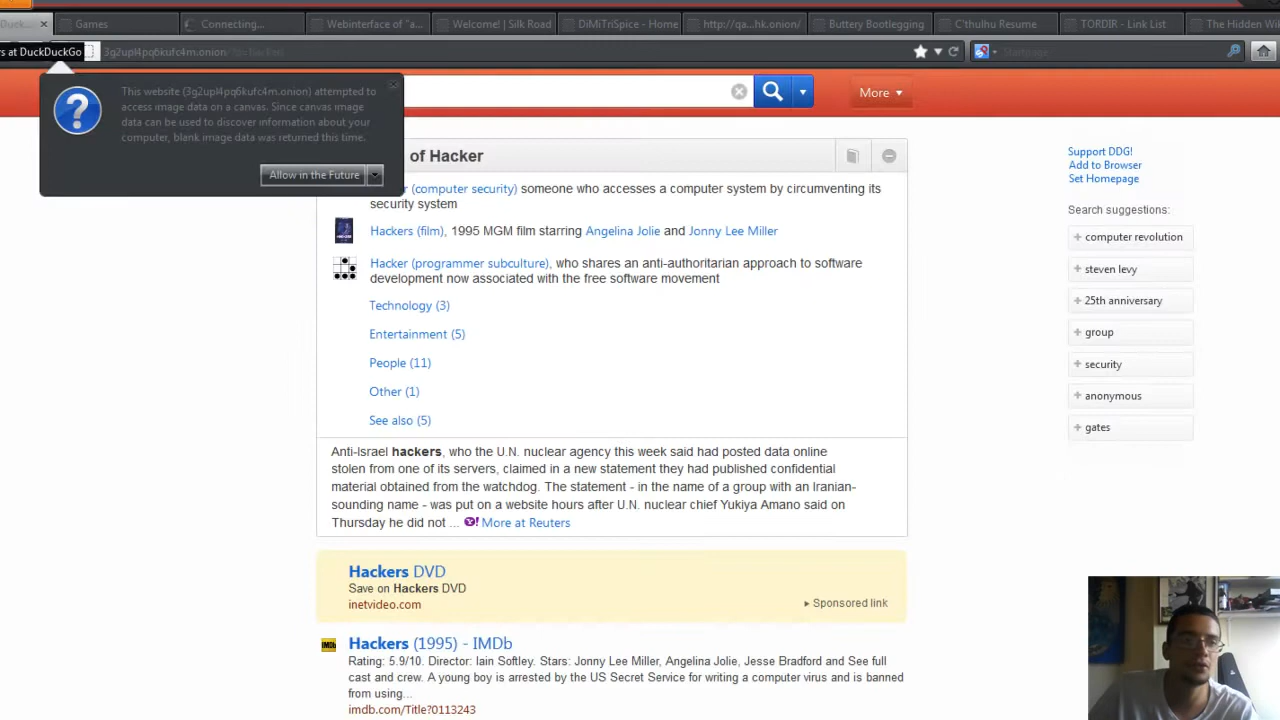 Duck... ×
Games
Connecting...
Webinterface of "a...
Welcome! | Silk Road
DiMiTriSpice - Home
http://qa...hk.onion/
Buttery Bootlegging
C'thulhu Resume
TORDIR - Link List
The Hidden Wi
rs at DuckDuckGo
3g2upl4pq6kufc4m.onion
Startpage
This website (3g2upl4pq6kufc4m.onion) attempted to
access image data on a canvas. Since canvas image
data can be used to discover information about your
computer, blank image data was returned this time.
Allow in the Future
More
of Hacker
r (computer security) someone who accesses a computer system by circumventing its
security system
Hackers (film), 1995 MGM film starring Angelina Jolie and Jonny Lee Miller
Hacker (programmer subculture), who shares an anti-authoritarian approach to software
development now associated with the free software movement
Technology (3)
Entertainment (5)
People (11)
Other (1)
See also (5)
Anti-Israel hackers, who the U.N. nuclear agency this week said had posted data online
stolen from one of its servers, claimed in a new statement they had published confidential
material obtained from the watchdog. The statement - in the name of a group with an Iranian-
sounding name - was put on a website hours after U.N. nuclear chief Yukiya Amano said on
Thursday he did not ... Y! More at Reuters
Hackers DVD
Save on Hackers DVD
inetvideo.com
Sponsored link
IMDb Hackers (1995) - IMDb
Rating: 5.9/10. Director: Iain Softley. Stars: Jonny Lee Miller, Angelina Jolie, Jesse Bradford and See full
cast and crew. A young boy is arrested by the US Secret Service for writing a computer virus and is banned
from using...
imdb.com/Title?0113243
Support DDG!
Add to Browser
Set Homepage
Search suggestions:
+ computer revolution
+ steven levy
+ 25th anniversary
+ group
+ security
+ anonymous
+ gates